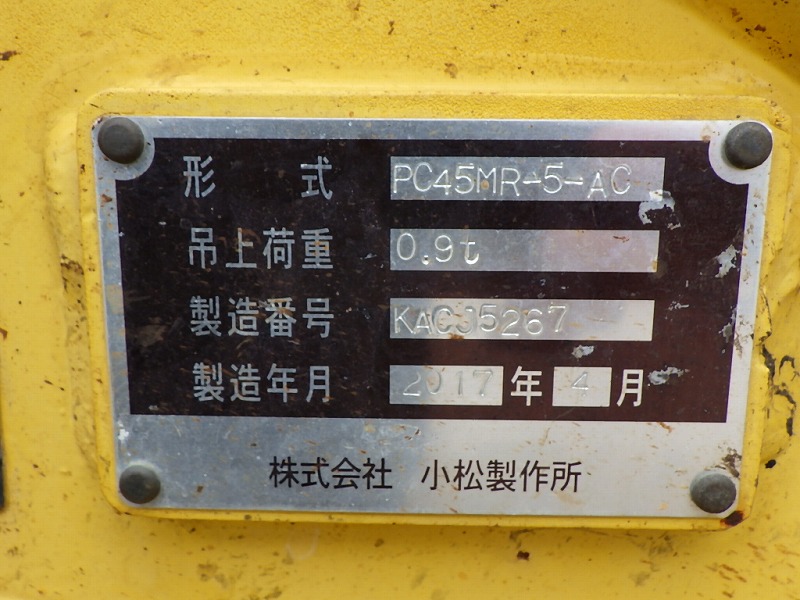 形 式 PC45MR-5-AC
吊上荷重 0.9t
製造番号 KACJ5267
製造年月 2017年4月
株式会社 小松製作所